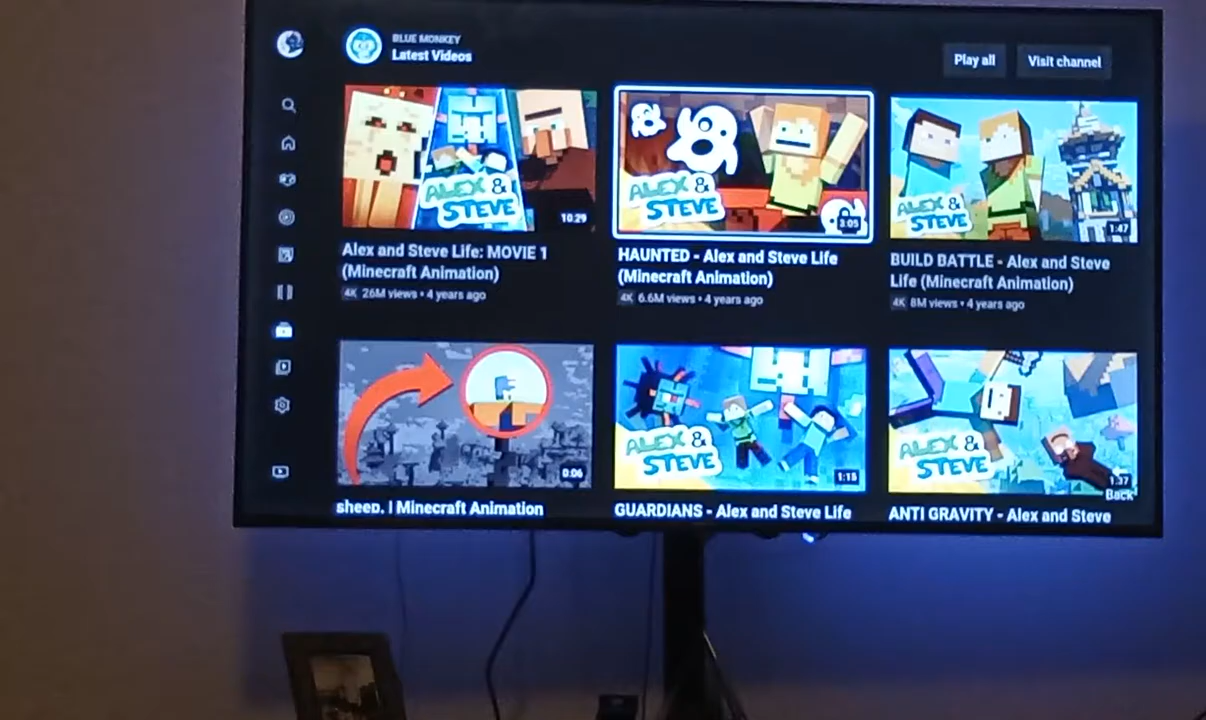 BLUE MONKEY
Latest Videos
Play all
Visit channel
ALEX &
STEVE
10:29
ALEX &
STEVE
3:05
ALEX &
STEVE
1:47
Alex and Steve Life: MOVIE 1
(Minecraft Animation)
4K 26M views • 4 years ago
HAUNTED - Alex and Steve Life
(Minecraft Animation)
4K 6.6M views • 4 years ago
BUILD BATTLE - Alex and Steve
Life (Minecraft Animation)
4K 8M views • 4 years ago
0:06
ALEX &
STEVE
1:15
ALEX &
STEVE
1:37
Back
sheep. | Minecraft Animation
GUARDIANS - Alex and Steve Life
ANTI GRAVITY - Alex and Steve